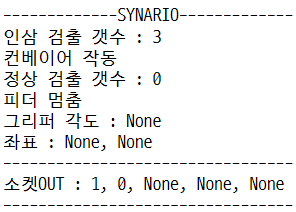 -------------SYNARIO-------------
인삼 검출 갯수 : 3
컨베이어 작동
정상 검출 갯수 : 0
피더 멈춤
그리퍼 각도 : None
좌표 : None, None
---------------------------------
소켓OUT : 1, 0, None, None, None
---------------------------------